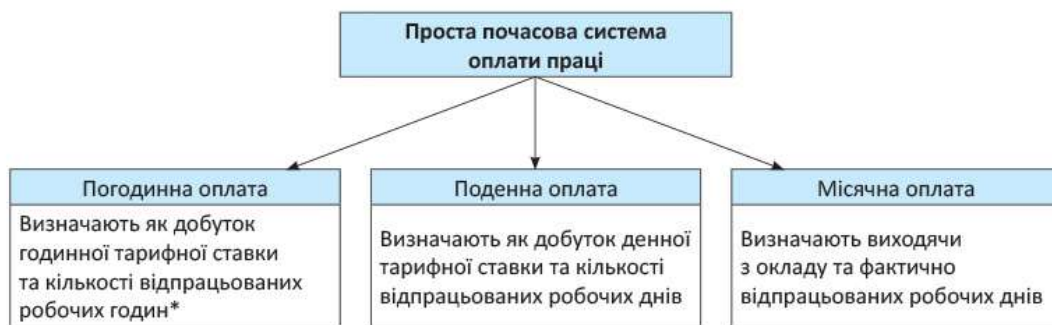 Проста почасова система
оплати праці
Погодинна оплата
Визначають як добуток
годинної тарифної ставки
та кількості відпрацьованих
робочих годин*
Поденна оплата
Визначають як добуток денної
тарифної ставки та кількості
відпрацьованих робочих днів
Місячна оплата
Визначають виходячи
з окладу та фактично
відпрацьованих робочих днів